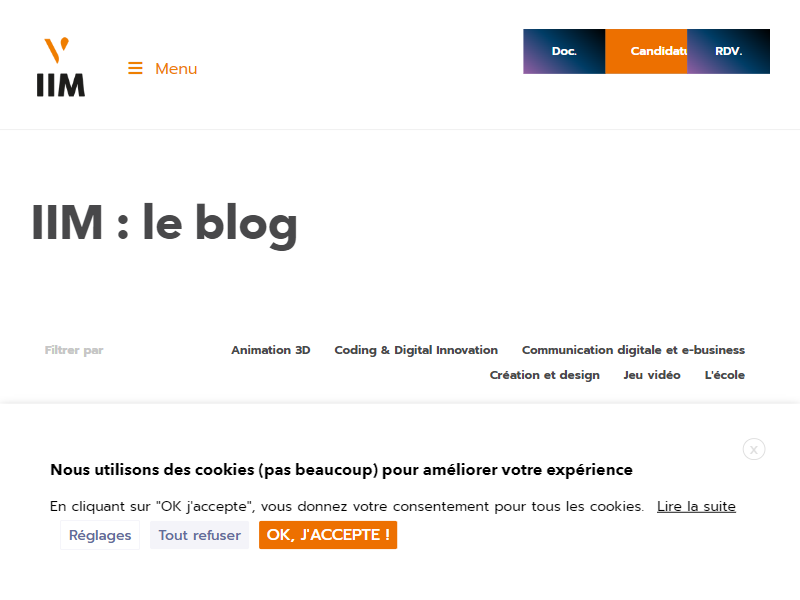 IIM
Menu
Doc.
Candidatu
RDV.
IIM : le blog
Filtrer par
Animation 3D
Coding & Digital Innovation
Communication digitale et e-business
Création et design
Jeu vidéo
L'école
X
Nous utilisons des cookies (pas beaucoup) pour améliorer votre expérience
En cliquant sur "OK j'accepte", vous donnez votre consentement pour tous les cookies. Lire la suite
Réglages
Tout refuser
OK, J'ACCEPTE !